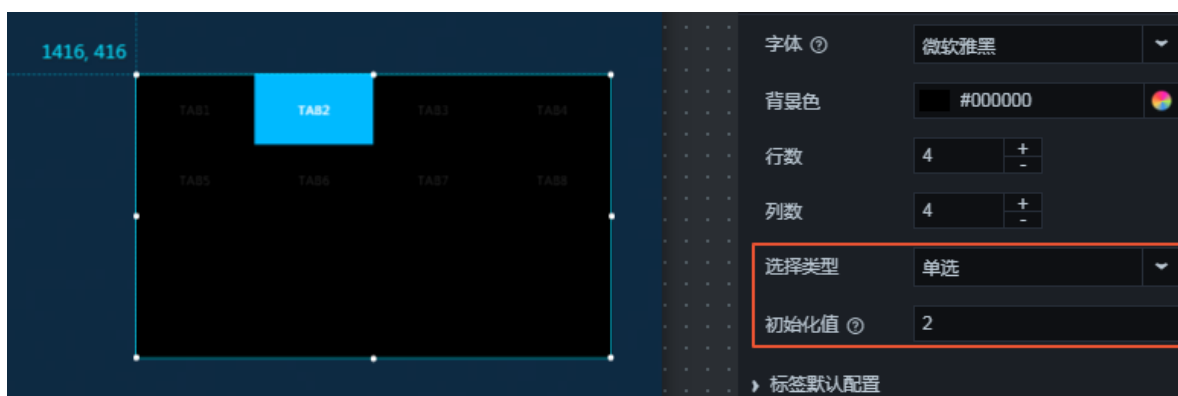 1416, 416
TAB1 TAB2 TAB3 TAB4
TAB5 TAB6 TAB7 TAB8
字体 ?
微软雅黑
背景色
#000000
行数
4
+
-
列数
4
+
-
选择类型
单选
初始化值 ?
2
标签默认配置